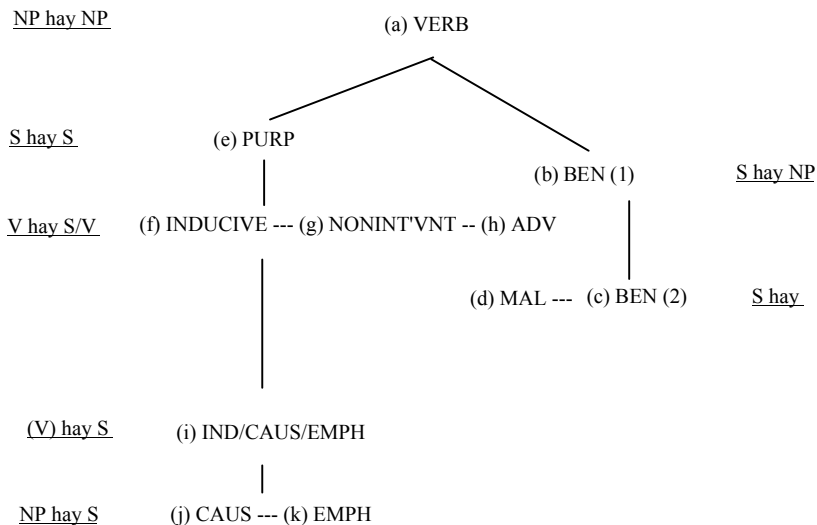 NP hay NP (a) VERB
S hay S (e) PURP
(b) BEN (1) S hay NP
V hay S/V (f) INDUCIVE --- (g) NONINT'VNT -- (h) ADV
(d) MAL --- (c) BEN (2) S hay
(V) hay S (i) IND/CAUS/EMPH
NP hay S (j) CAUS --- (k) EMPH